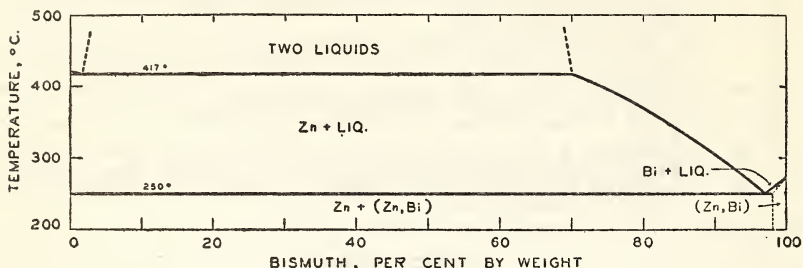 TEMPERATURE, °C.
500
400
300
200
TWO LIQUIDS
417°
Zn + LIQ.
Bi + LIQ.
250°
Zn + (Zn,Bi)
(Zn,Bi)
0
20
40
60
80
100
BISMUTH, PER CENT BY WEIGHT